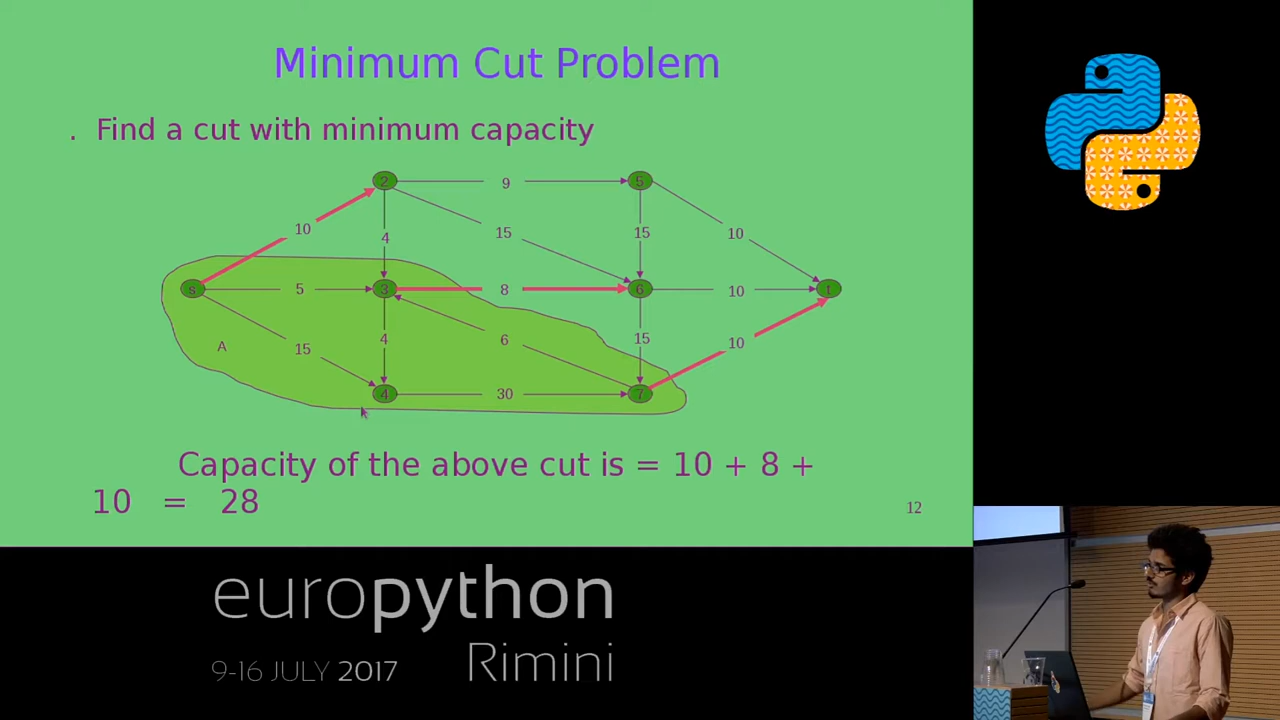 Minimum Cut Problem
. Find a cut with minimum capacity
2 9 5
10 4 15 15 10
s 5 3 8 6 10 t
A 15 4 6 15 10
4 30 7
Capacity of the above cut is = 10 + 8 +
10 = 28
12
europython
Rimini
9-16 JULY 2017